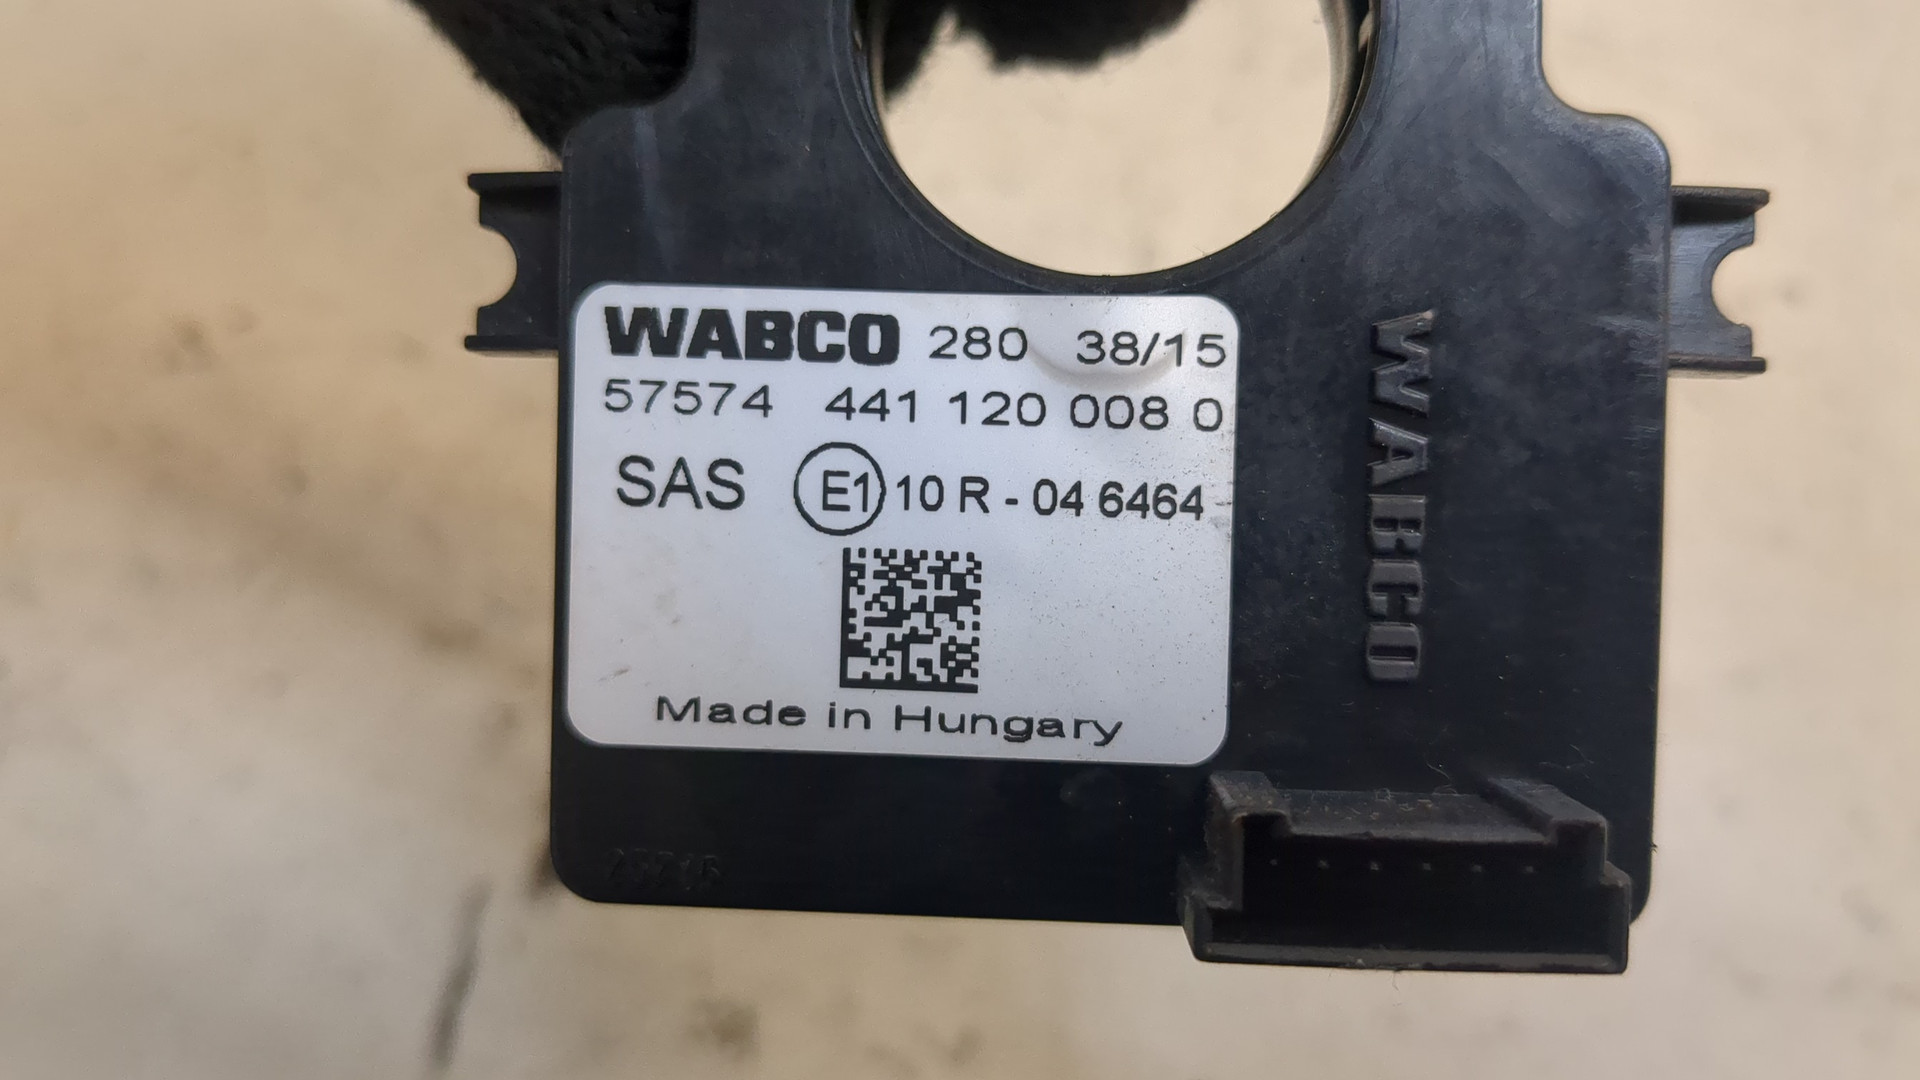 WABCO 280 38/15
57574 441 120 008 0
SAS E1 10 R - 04 6464
Made in Hungary
WABCO